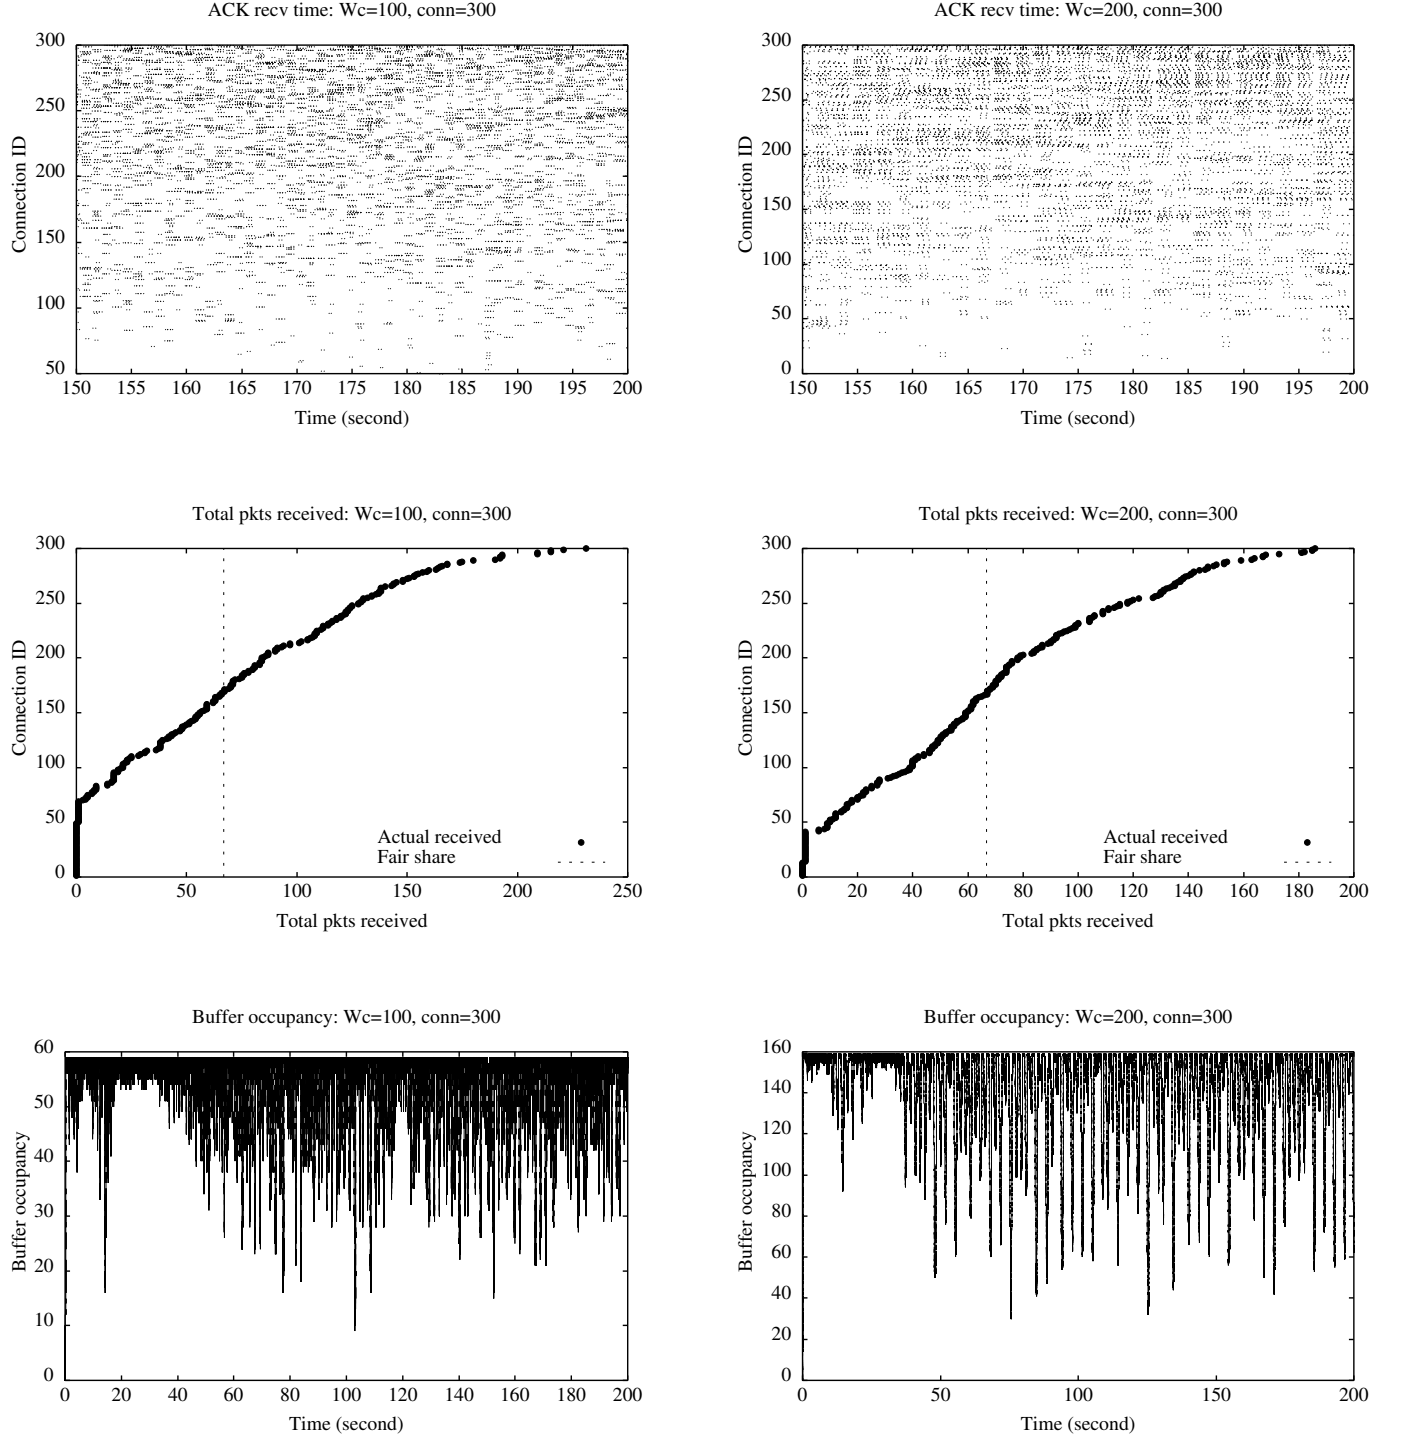 ACK recv time: Wc=100, conn=300
300
250
200
150
100
50
Connection ID
150 155 160 165 170 175 180 185 190 195 200
Time (second)
ACK recv time: Wc=200, conn=300
300
250
200
150
100
50
0
Connection ID
150 155 160 165 170 175 180 185 190 195 200
Time (second)
Total pkts received: Wc=100, conn=300
300
250
200
150
100
50
0
Connection ID
Actual received
Fair share
0 50 100 150 200 250
Total pkts received
Total pkts received: Wc=200, conn=300
300
250
200
150
100
50
0
Connection ID
Actual received
Fair share
0 20 40 60 80 100 120 140 160 180 200
Total pkts received
Buffer occupancy: Wc=100, conn=300
60
50
40
30
20
10
0
Buffer occupancy
0 20 40 60 80 100 120 140 160 180 200
Time (second)
Buffer occupancy: Wc=200, conn=300
160
140
120
100
80
60
40
20
0
Buffer occupancy
0 50 100 150 200
Time (second)